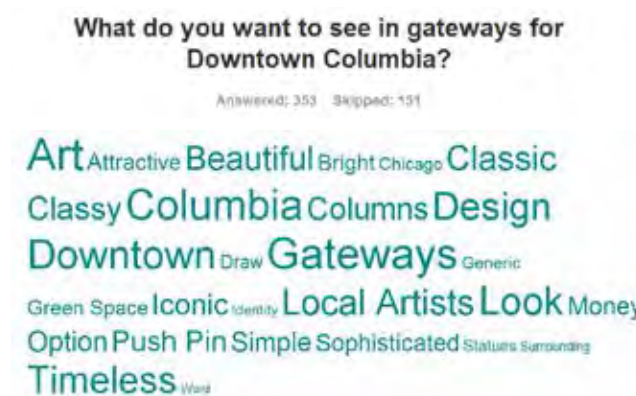 What do you want to see in gateways for
Downtown Columbia?
Answered: 353 Skipped: 151
Art Attractive Beautiful Bright Chicago Classic
Classy Columbia Columns Design
Downtown Draw Gateways Generic
Green Space Iconic Identity Local Artists Look Money
Option Push Pin Simple Sophisticated Statues Surrounding
Timeless Word